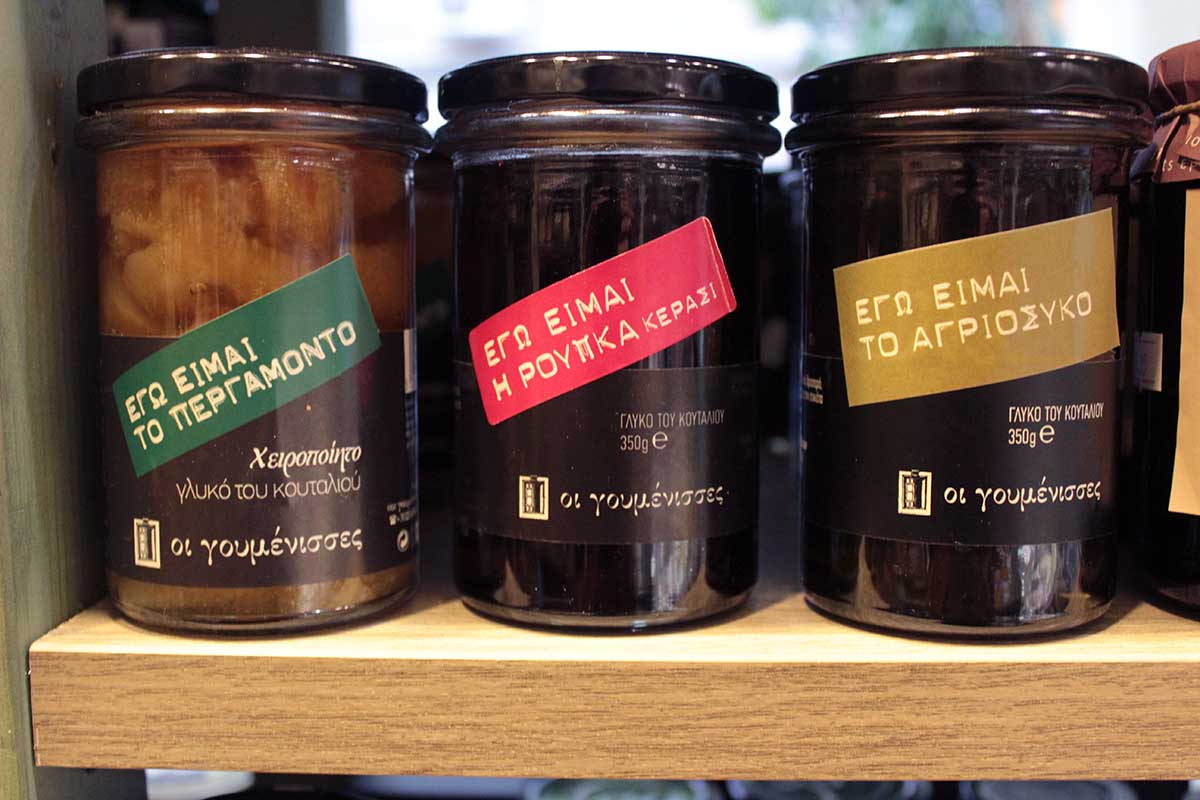 ΕΓΩ ΕΙΜΑΙ
ΤΟ ΠΕΡΓΑΜΟΝΤΟ
Χειροποίητο
γλυκό του κουταλιού
οι γουμένισσες
ΕΓΩ ΕΙΜΑΙ
Η ΡΟΥΠΚΑ ΚΕΡΑΣΙ
ΓΛΥΚΟ ΤΟΥ ΚΟΥΤΑΛΙΟΥ
350g ℮
οι γουμένισσες
ΕΓΩ ΕΙΜΑΙ
ΤΟ ΑΓΡΙΟΣΥΚΟ
ΓΛΥΚΟ ΤΟΥ ΚΟΥΤΑΛΙΟΥ
350g ℮
οι γουμένισσες